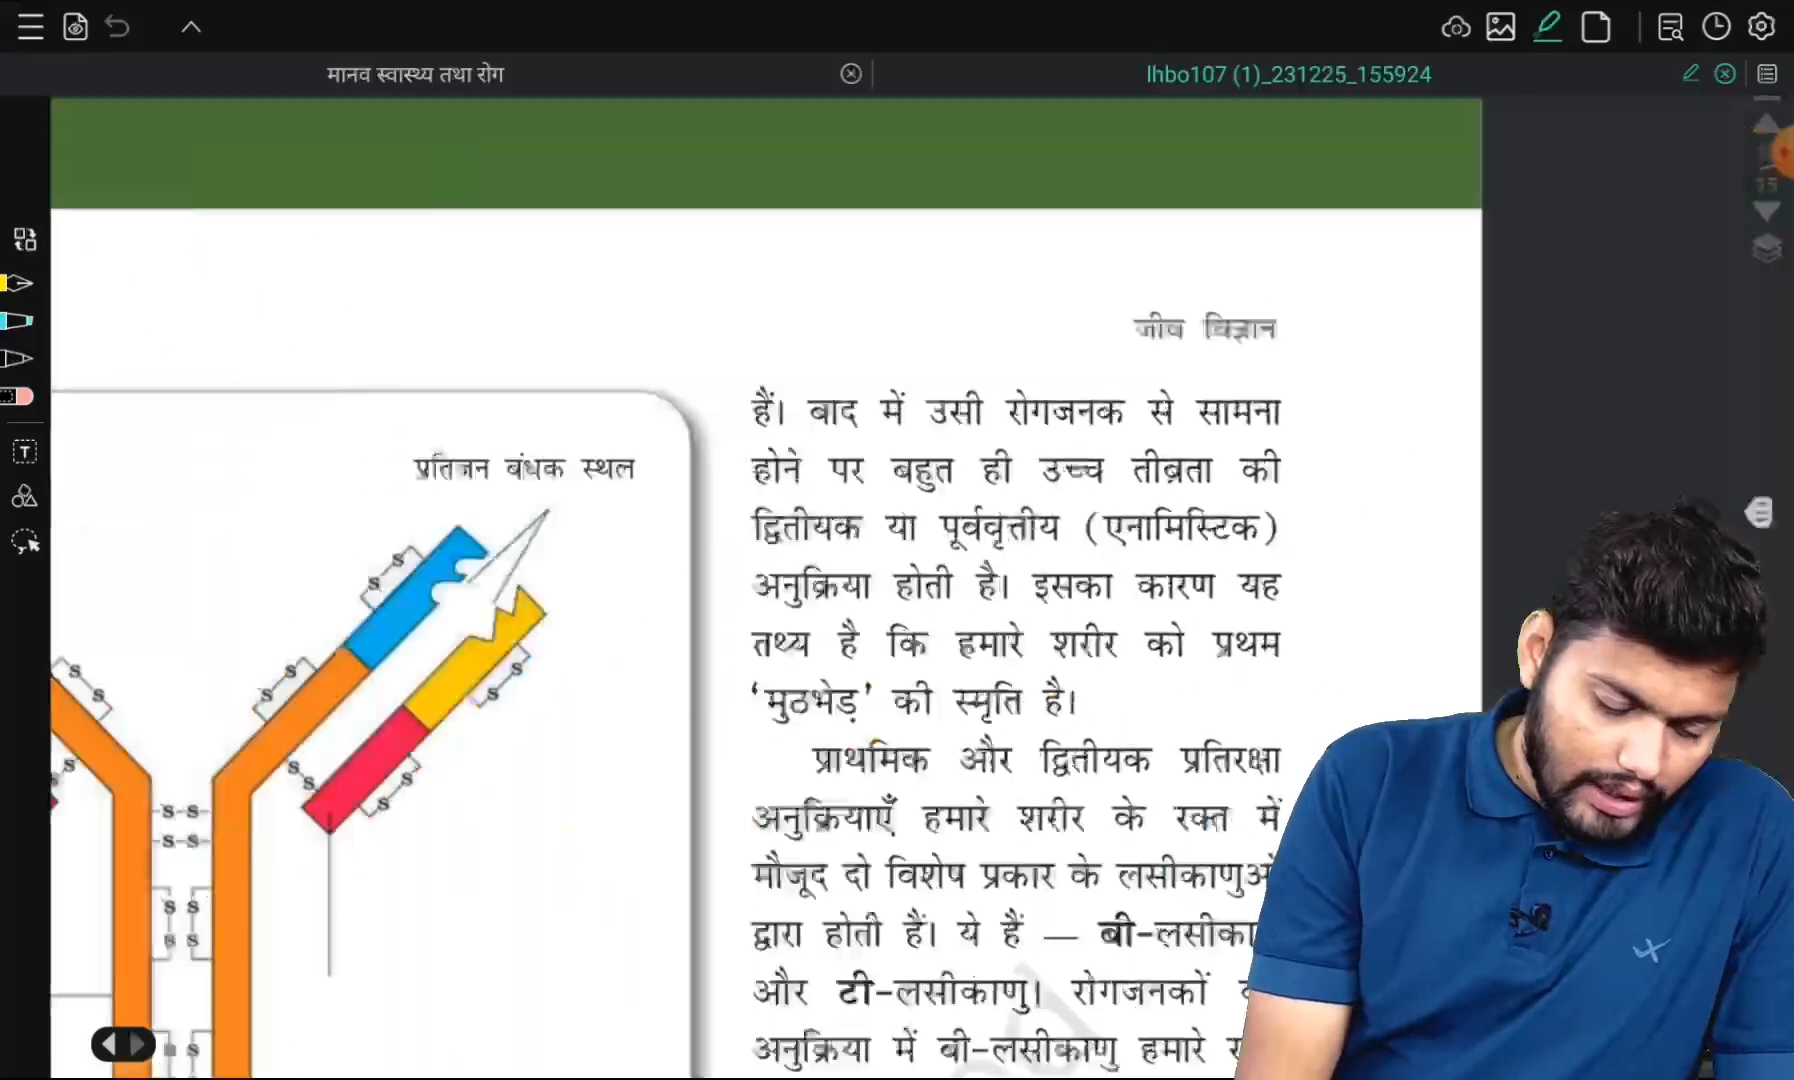 मानव स्वास्थ्य तथा रोग
lhbo107 (1)_231225_155924
जीव विज्ञान
प्रतिजन बंधक स्थल
हैं। बाद में उसी रोगजनक से सामना
होने पर बहुत ही उच्च तीव्रता की
द्वितीयक या पूर्ववृत्तीय (एनामिस्टिक)
अनुक्रिया होती है। इसका कारण यह
तथ्य है कि हमारे शरीर को प्रथम
‘मुठभेड़’ की स्मृति है।
प्राथमिक और द्वितीयक प्रतिरक्षा
अनुक्रियाएँ हमारे शरीर के रक्त में
मौजूद दो विशेष प्रकार के
द्वारा होती हैं। ये हैं — बी-
और टी-लसीकाणु। रोगजनकों
अनुक्रिया में बी-लसीकाणु हमारे